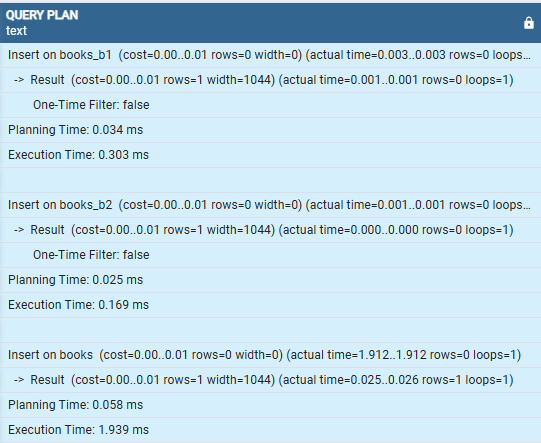 QUERY PLAN
text
Insert on books_b1 (cost=0.00..0.01 rows=0 width=0) (actual time=0.003..0.003 rows=0 loops...
-> Result (cost=0.00..0.01 rows=1 width=1044) (actual time=0.001..0.001 rows=0 loops=1)
One-Time Filter: false
Planning Time: 0.034 ms
Execution Time: 0.303 ms
Insert on books_b2 (cost=0.00..0.01 rows=0 width=0) (actual time=0.001..0.001 rows=0 loops...
-> Result (cost=0.00..0.01 rows=1 width=1044) (actual time=0.000..0.000 rows=0 loops=1)
One-Time Filter: false
Planning Time: 0.025 ms
Execution Time: 0.169 ms
Insert on books (cost=0.00..0.01 rows=0 width=0) (actual time=1.912..1.912 rows=0 loops=1)
-> Result (cost=0.00..0.01 rows=1 width=1044) (actual time=0.025..0.026 rows=1 loops=1)
Planning Time: 0.058 ms
Execution Time: 1.939 ms